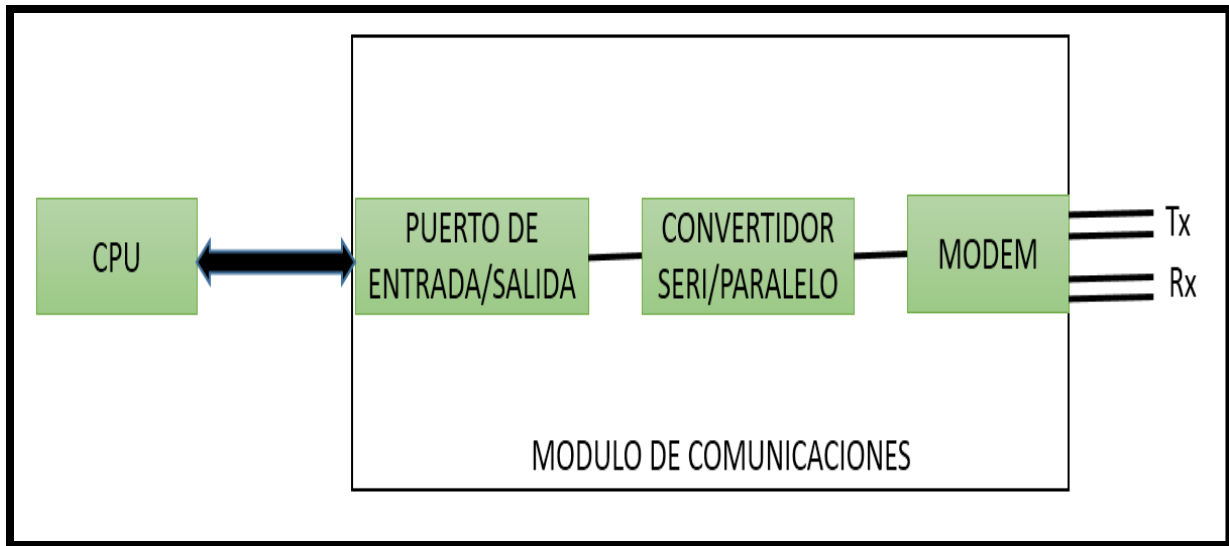 CPU
PUERTO DE
ENTRADA/SALIDA
CONVERTIDOR
SERI/PARALELO
MODEM
Tx
Rx
MODULO DE COMUNICACIONES